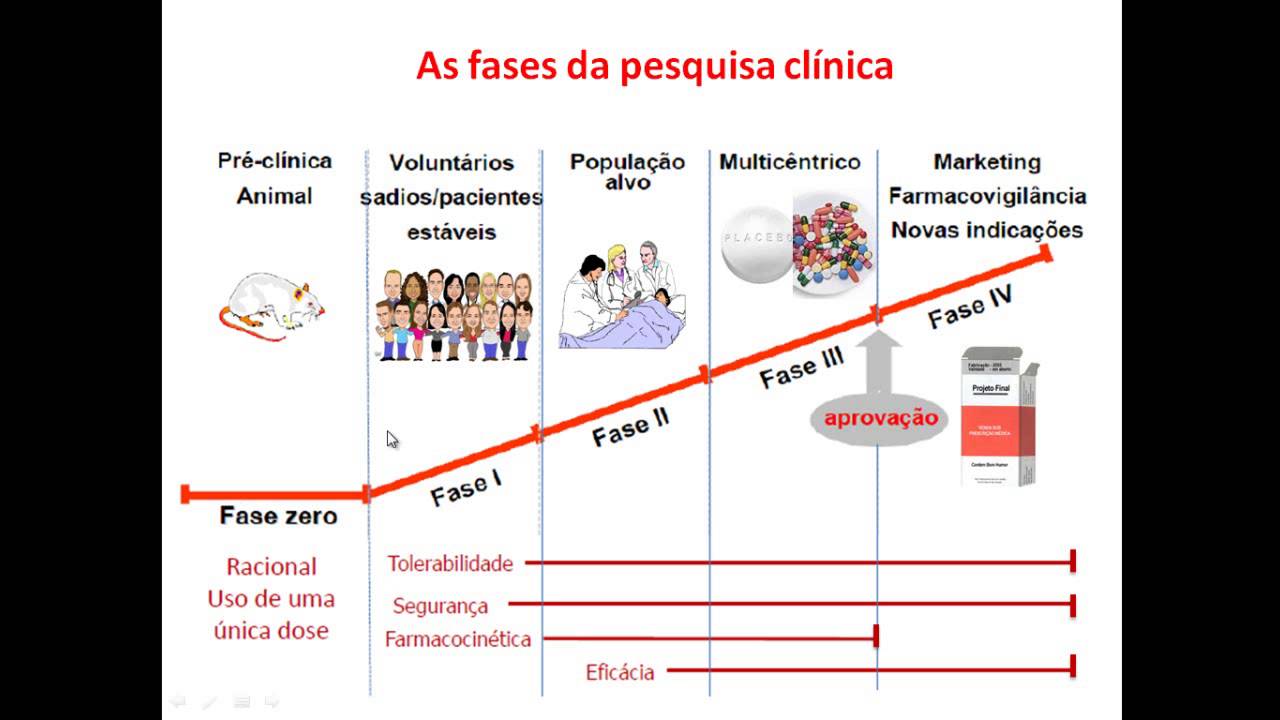 As fases da pesquisa clínica
Pré-clínica
Animal
Voluntários
sadios/pacientes
estáveis
População
alvo
Multicêntrico
Marketing
Farmacovigilância
Novas indicações
PLACEBO
Fase zero
Fase I
Fase II
Fase III
Fase IV
aprovação
Projeto Final
Racional
Uso de uma
única dose
Tolerabilidade
Segurança
Farmacocinética
Eficácia